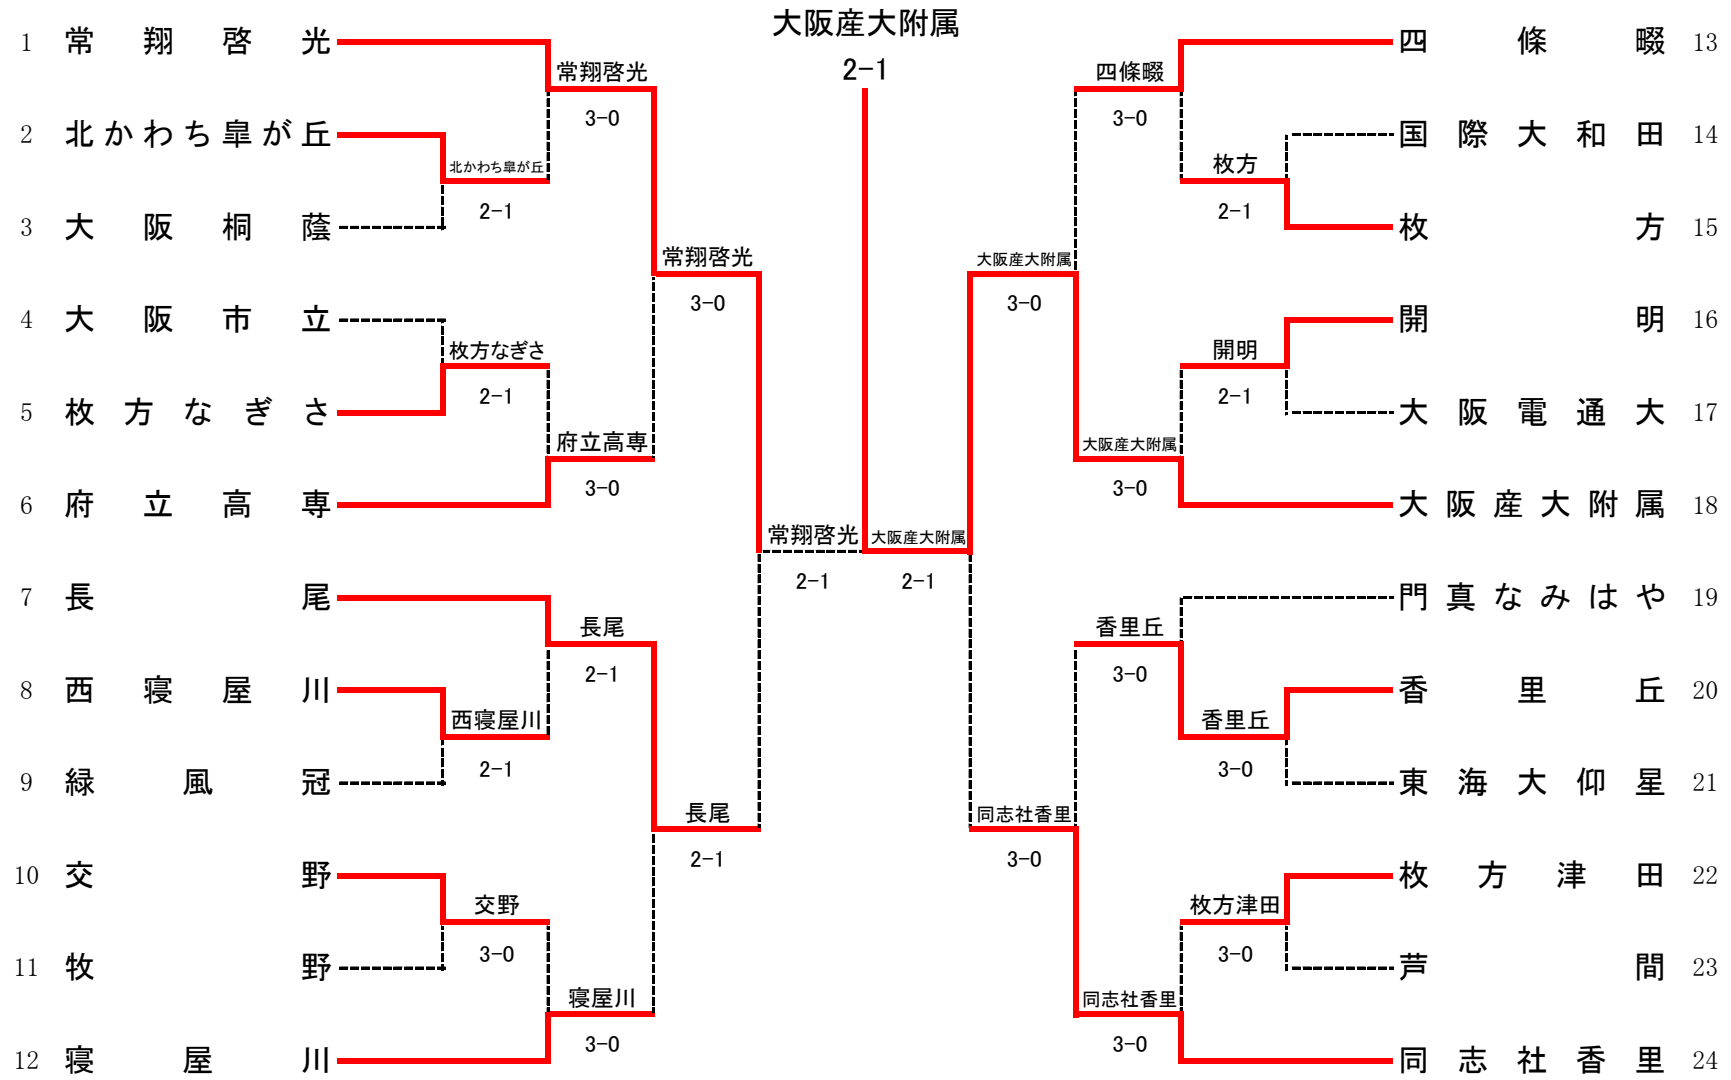 大阪産大附属
2-1
1 常翔啓光
2 北かわち皐が丘
3 大阪桐蔭
4 大阪市立
5 枚方なぎさ
6 府立高専
7 長尾
8 西寝屋川
9 緑風冠
10 交野
11 牧野
12 寝屋川
北かわち皐が丘
2-1
枚方なぎさ
2-1
西寝屋川
2-1
交野
3-0
常翔啓光
3-0
府立高専
3-0
長尾
2-1
寝屋川
3-0
常翔啓光
3-0
長尾
2-1
常翔啓光
2-1
大阪産大附属
2-1
大阪産大附属
3-0
同志社香里
3-0
四條畷
3-0
大阪産大附属
3-0
香里丘
3-0
同志社香里
3-0
枚方
2-1
開明
2-1
香里丘
3-0
枚方津田
3-0
四條畷 13
国際大和田 14
枚方 15
開明 16
大阪電通大 17
大阪産大附属 18
門真なみはや 19
香里丘 20
東海大仰星 21
枚方津田 22
芦間 23
同志社香里 24